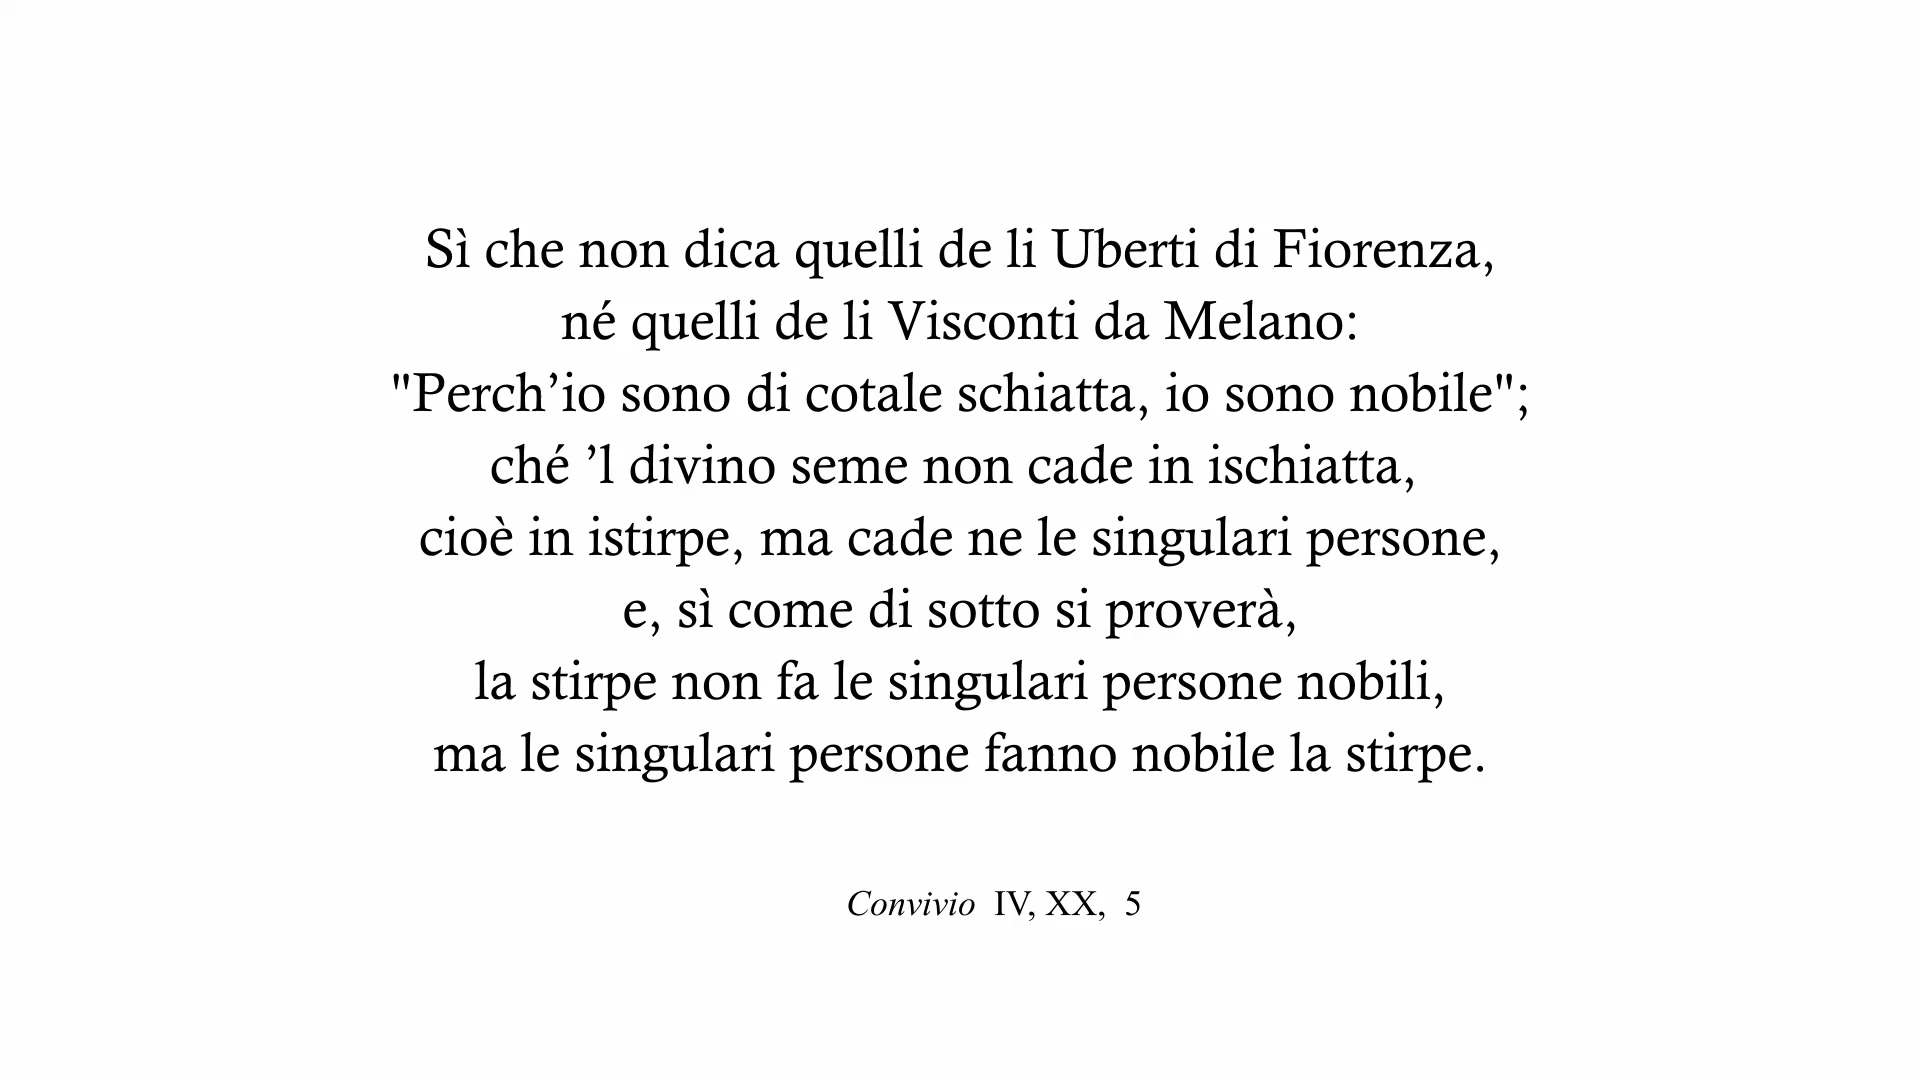 Sì che non dica quelli de li Uberti di Fiorenza,
né quelli de li Visconti da Melano:
"Perch’io sono di cotale schiatta, io sono nobile";
ché ’l divino seme non cade in ischiatta,
cioè in istirpe, ma cade ne le singulari persone,
e, sì come di sotto si proverà,
la stirpe non fa le singulari persone nobili,
ma le singulari persone fanno nobile la stirpe.
Convivio IV, XX, 5